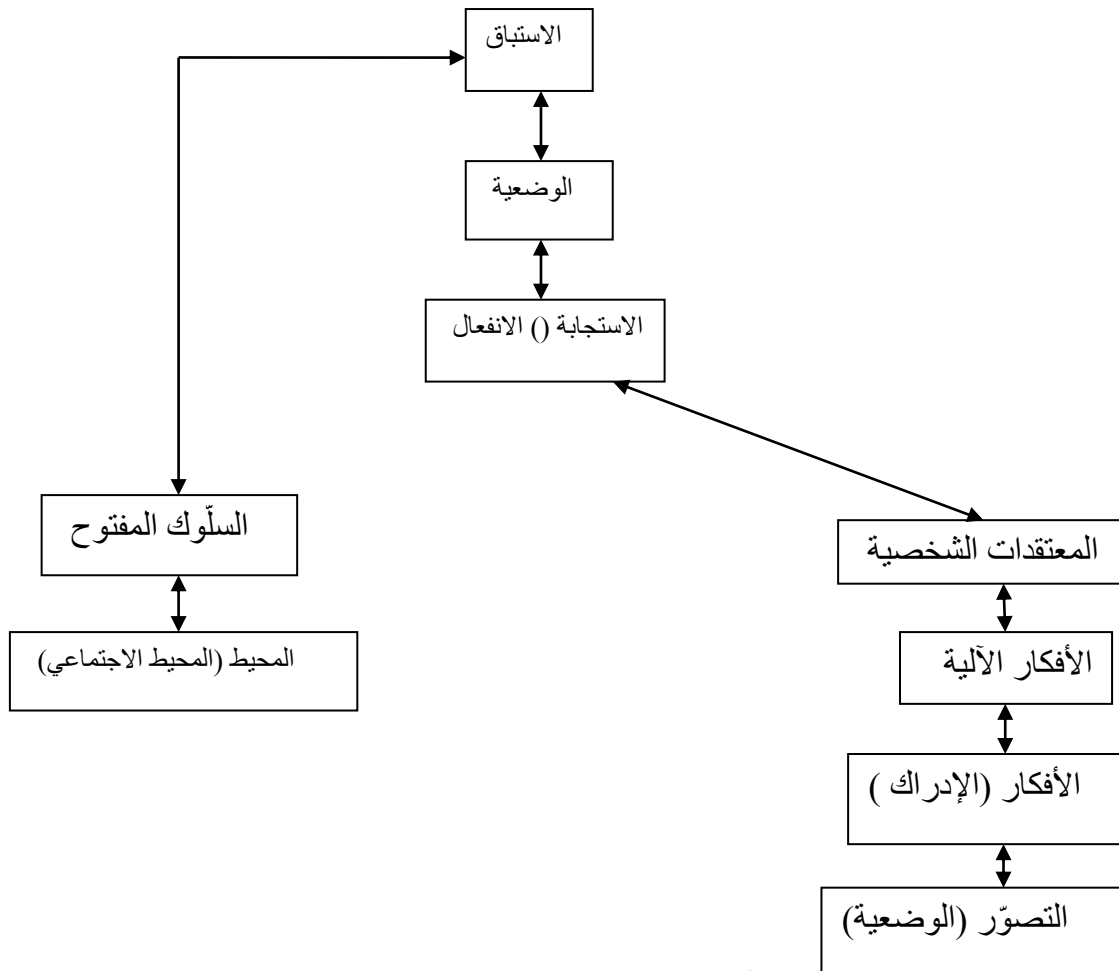 الاستباق
الوضعية
الاستجابة () الانفعال
السلّوك المفتوح
المعتقدات الشخصية
المحيط (المحيط الاجتماعي)
الأفكار الآلية
الأفكار (الإدراك )
التصوّر (الوضعية)